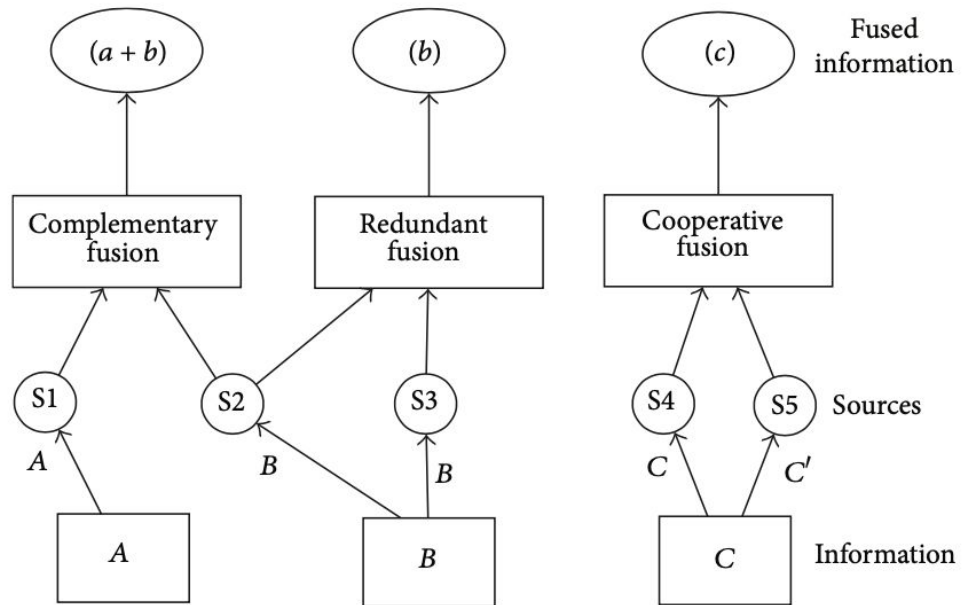 (a + b)
(b)
(c)
Fused
information
Complementary
fusion
Redundant
fusion
Cooperative
fusion
S1
S2
S3
S4
S5
Sources
A
B
B
C
C′
A
B
C
Information